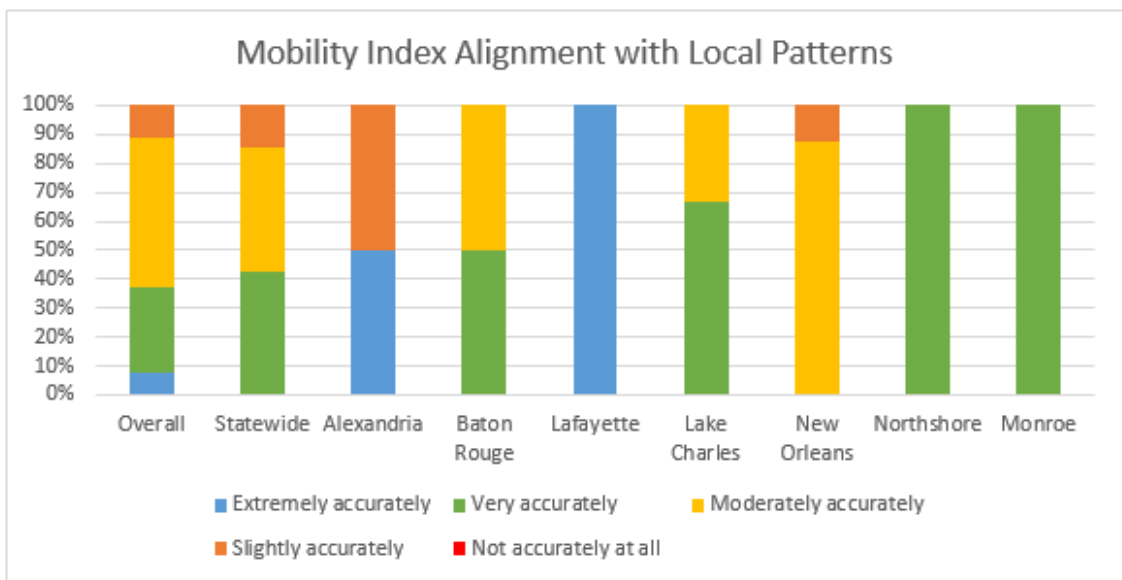 Mobility Index Alignment with Local Patterns
100%
90%
80%
70%
60%
50%
40%
30%
20%
10%
0%
Overall Statewide Alexandria Baton Rouge Lafayette Lake Charles New Orleans Northshore Monroe
Extremely accurately Very accurately Moderately accurately
Slightly accurately Not accurately at all